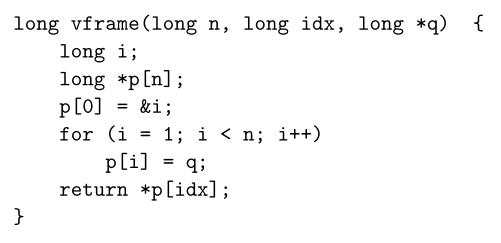 long vframe(long n, long idx, long *q)  {
    long i;
    long *p[n];
    p[0] = &i;
    for (i = 1; i < n; i++)
        p[i] = q;
    return *p[idx];
}